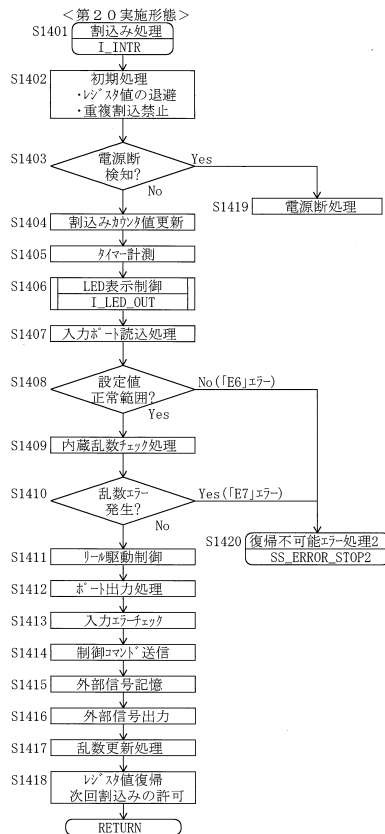 ＜第２０実施形態＞
S1401 割込み処理
I_INTR
S1402 初期処理
・ﾚｼﾞｽﾀ値の退避
・重複割込禁止
S1403 電源断
検知?
Yes
No
S1419 電源断処理
S1404 割込みｶｳﾝﾀ値更新
S1405 ﾀｲﾏｰ計測
S1406 LED表示制御
I_LED_OUT
S1407 入力ﾎﾟｰﾄ読込処理
S1408 設定値
正常範囲?
No(｢E6｣ｴﾗｰ)
Yes
S1409 内蔵乱数ﾁｪｯｸ処理
S1410 乱数ｴﾗｰ
発生?
Yes(｢E7｣ｴﾗｰ)
No
S1420 復帰不可能ｴﾗｰ処理2
SS_ERROR_STOP2
S1411 ﾘｰﾙ駆動制御
S1412 ﾎﾟｰﾄ出力処理
S1413 入力ｴﾗｰﾁｪｯｸ
S1414 制御ｺﾏﾝﾄﾞ送信
S1415 外部信号記憶
S1416 外部信号出力
S1417 乱数更新処理
S1418 ﾚｼﾞｽﾀ値復帰
次回割込みの許可
RETURN